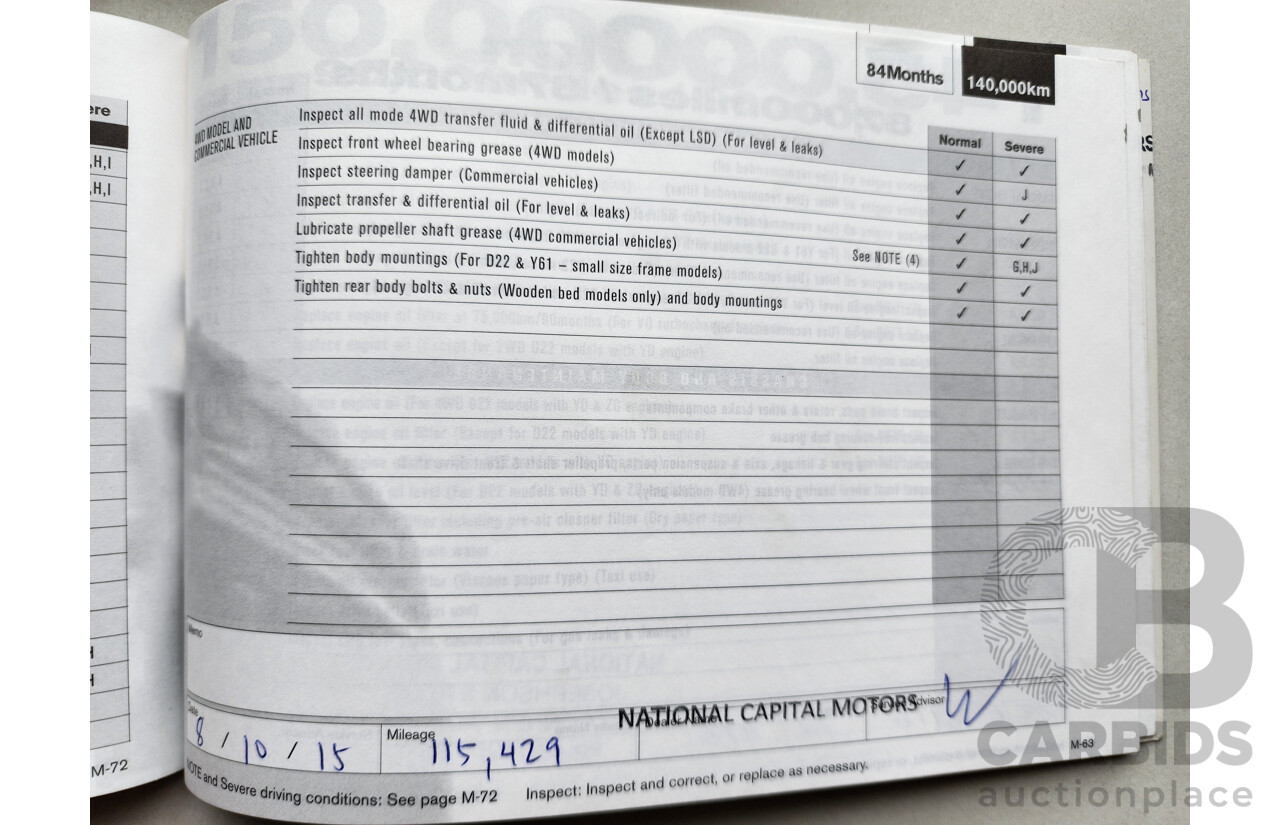 84Months 140,000km
ere
,H,I
,H,I
4WD MODEL AND
COMMERCIAL VEHICLE
Normal Severe
Inspect all mode 4WD transfer fluid & differential oil (Except LSD) (For level & leaks) ✓ ✓
Inspect front wheel bearing grease (4WD models) ✓ J
Inspect steering damper (Commercial vehicles) ✓ ✓
Inspect transfer & differential oil (For level & leaks) ✓ ✓
Lubricate propeller shaft grease (4WD commercial vehicles) See NOTE (4) ✓ G,H,J
Tighten body mountings (For D22 & Y61 – small size frame models) ✓ ✓
Tighten rear body bolts & nuts (Wooden bed models only) and body mountings ✓ ✓
Memo
Date
8 / 10 / 15
Mileage
115,429
Dealer Name
NATIONAL CAPITAL MOTORS
Service Advisor
W
NOTE and Severe driving conditions: See page M-72
Inspect: Inspect and correct, or replace as necessary.
M-63
M-72
CB
CARBIDS
auctionplace